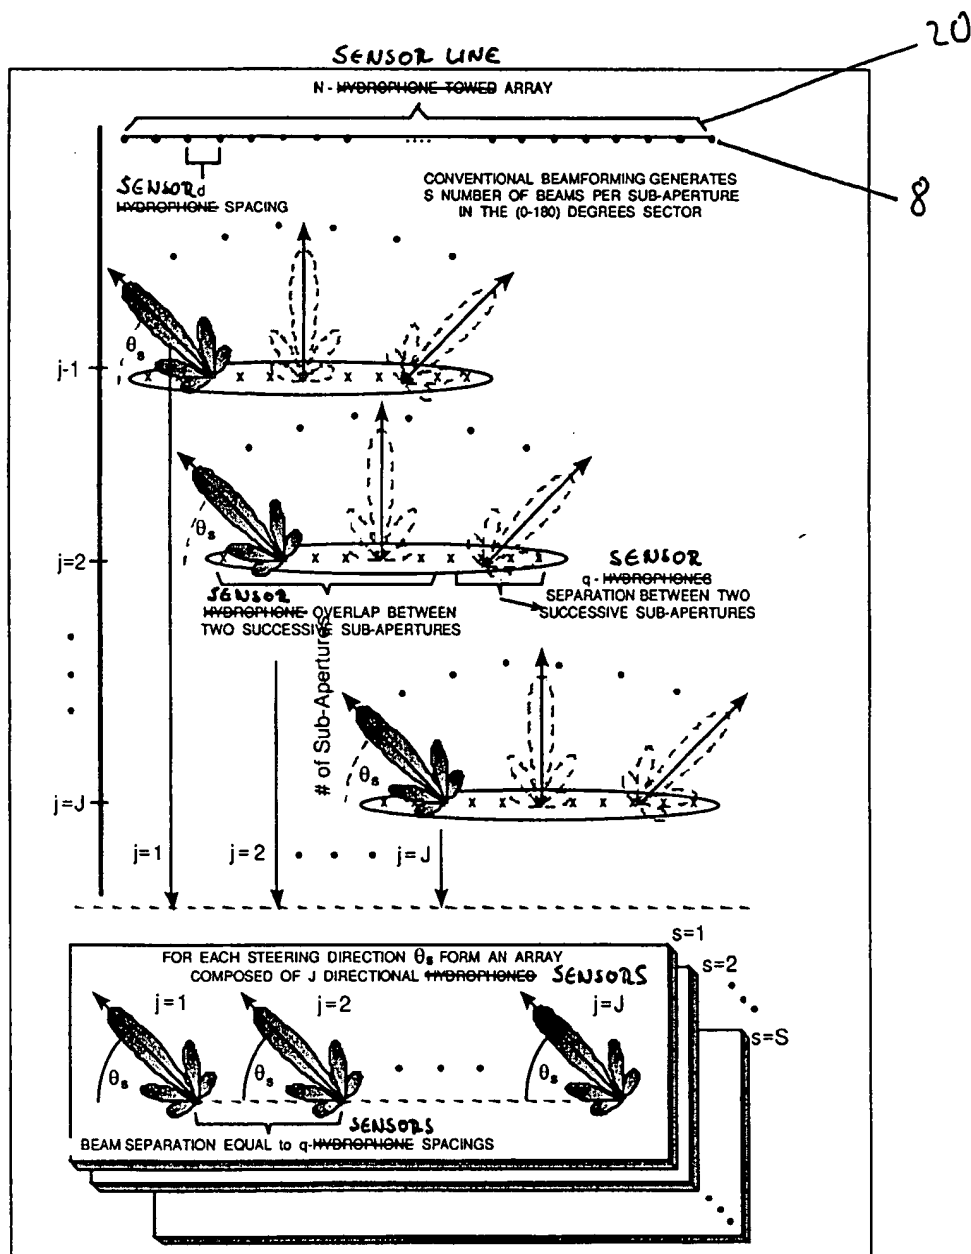 20
SENSOR LINE
N - HYDROPHONE TOWED ARRAY
....
8
SENSOR d
HYDROPHONE SPACING
CONVENTIONAL BEAMFORMING GENERATES
S NUMBER OF BEAMS PER SUB-APERTURE
IN THE (0-180) DEGREES SECTOR
θs
j-1
x x x x x x x
θs
j=2
x x x x x x
SENSOR
q - HYDROPHONES
SEPARATION BETWEEN TWO
SUCCESSIVE SUB-APERTURES
SENSOR
HYDROPHONE OVERLAP BETWEEN
TWO SUCCESSIVE SUB-APERTURES
# of Sub-Apertures
θs
j=J
x x x x x x x
j=1
j=2
j=J
s=1
s=2
s=S
FOR EACH STEERING DIRECTION θs FORM AN ARRAY
COMPOSED OF J DIRECTIONAL HYDROPHONES SENSORS
j=1
j=2
j=J
θs
θs
θs
SENSORS
BEAM SEPARATION EQUAL to q-HYDROPHONE SPACINGS